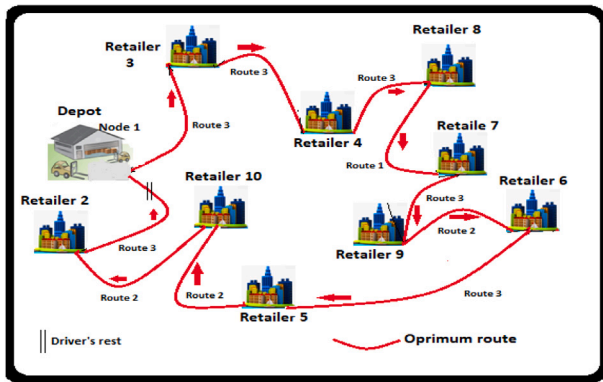 Retailer 8
Retailer
3
Route 3
Route 3
Depot
Node 1
Route 3
Retailer 4
Retaile 7
Route 1
Retailer 10
Retailer 6
Retailer 2
Route 3
Route 2
Retailer 9
Route 3
Route 2
Route 2
Route 3
Retailer 5
Driver's rest
Oprimum route